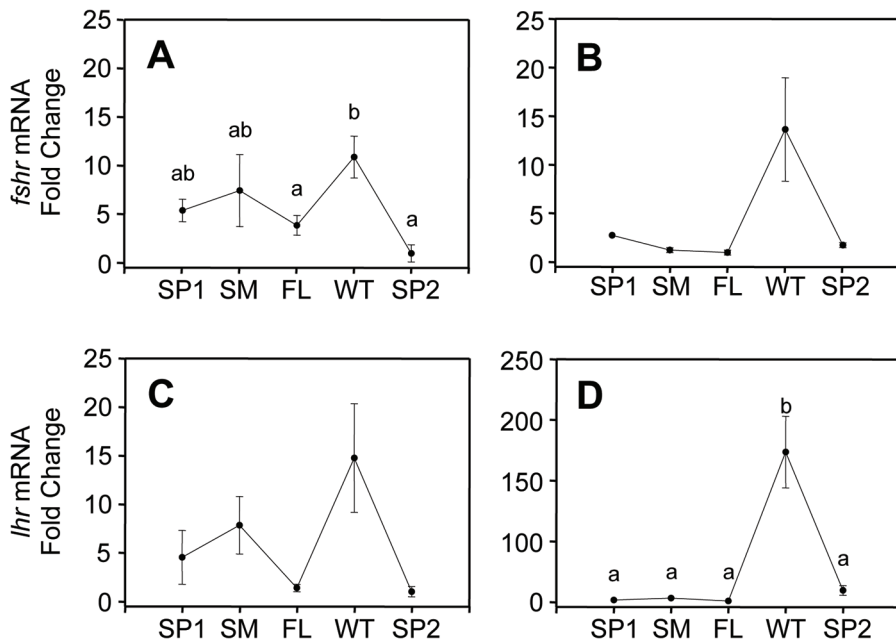 fshr mRNA
Fold Change
A
25
20
15
10
5
0
ab
ab
a
b
a
SP1 SM FL WT SP2
B
25
20
15
10
5
0
SP1 SM FL WT SP2
lhr mRNA
Fold Change
C
25
20
15
10
5
0
SP1 SM FL WT SP2
D
250
200
150
100
0
a
a
a
b
a
SP1 SM FL WT SP2